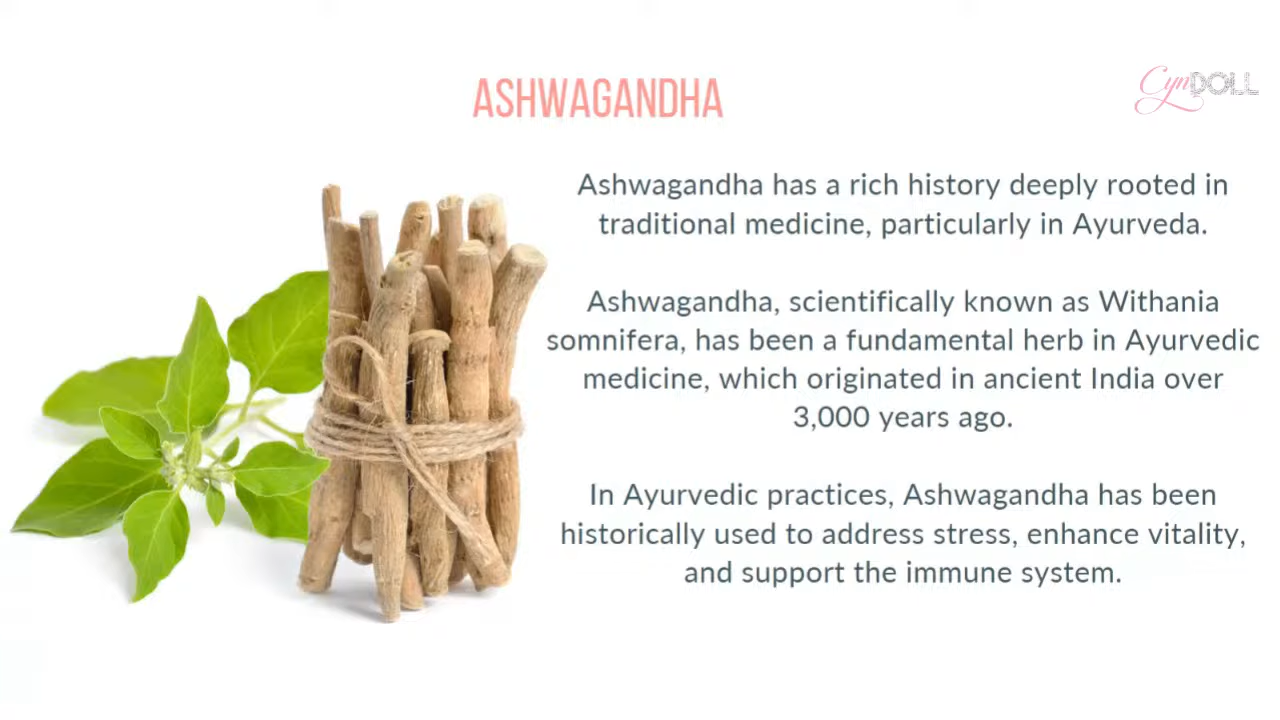 ASHWAGANDHA
CynDOLL
Ashwagandha has a rich history deeply rooted in
traditional medicine, particularly in Ayurveda.
Ashwagandha, scientifically known as Withania
somnifera, has been a fundamental herb in Ayurvedic
medicine, which originated in ancient India over
3,000 years ago.
In Ayurvedic practices, Ashwagandha has been
historically used to address stress, enhance vitality,
and support the immune system.